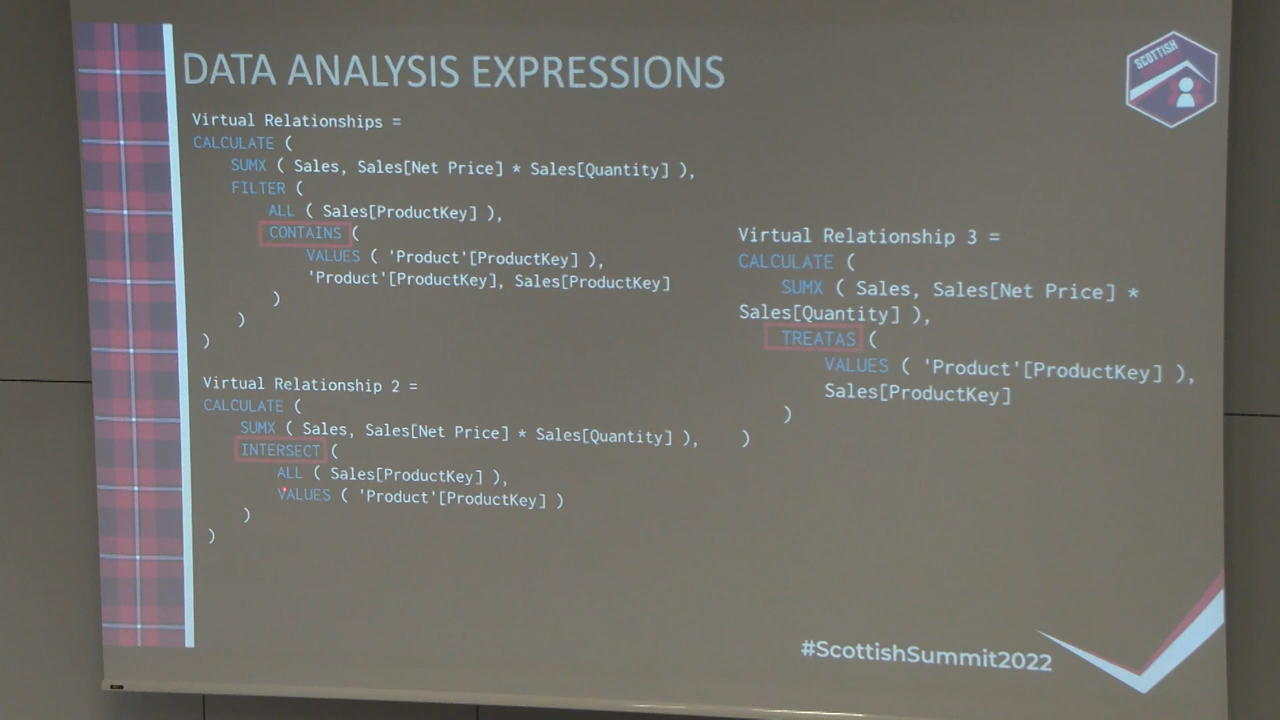 DATA ANALYSIS EXPRESSIONS
SCOTTISH
Virtual Relationships =
CALCULATE (
SUMX ( Sales, Sales[Net Price] * Sales[Quantity] ),
FILTER (
ALL ( Sales[ProductKey] ),
CONTAINS (
VALUES ( 'Product'[ProductKey] ),
'Product'[ProductKey], Sales[ProductKey]
)
)
)
Virtual Relationship 2 =
CALCULATE (
SUMX ( Sales, Sales[Net Price] * Sales[Quantity] ),
INTERSECT (
ALL ( Sales[ProductKey] ),
VALUES ( 'Product'[ProductKey] )
)
)
Virtual Relationship 3 =
CALCULATE (
SUMX ( Sales, Sales[Net Price] *
Sales[Quantity] ),
TREATAS (
VALUES ( 'Product'[ProductKey] ),
Sales[ProductKey]
)
)
#ScottishSummit2022